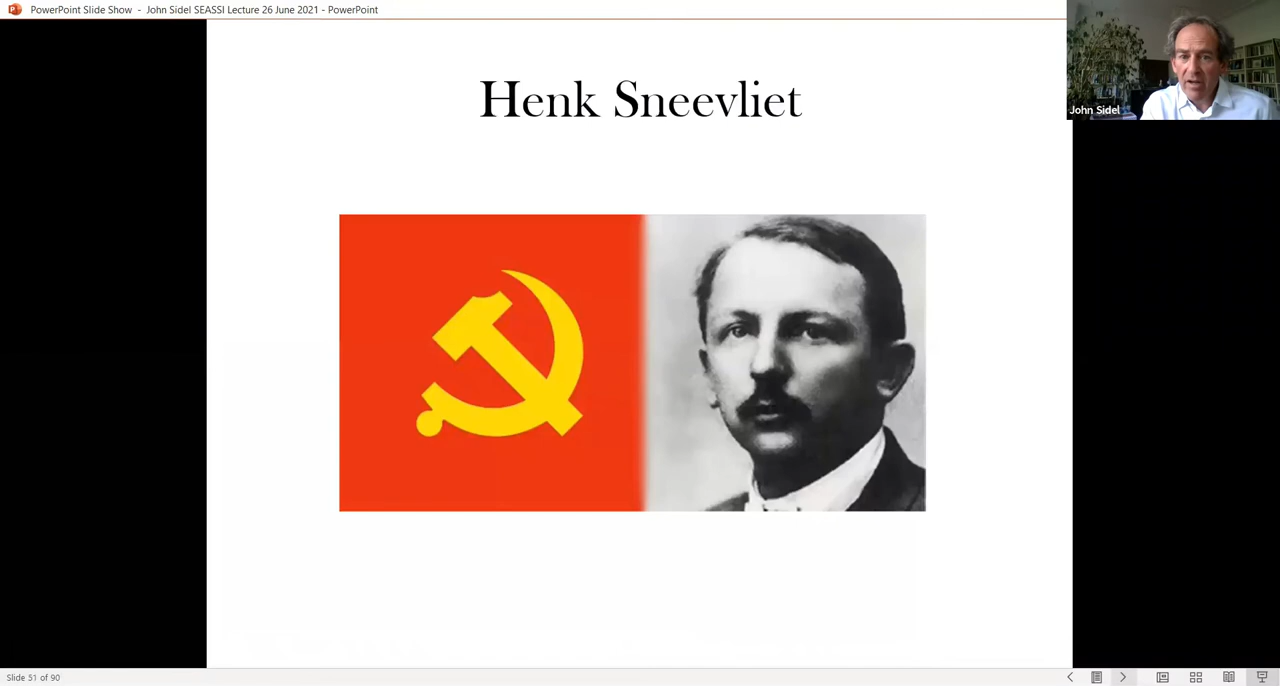 PowerPoint Slide Show - John Sidel SEASSI Lecture 26 June 2021 - PowerPoint
John Sidel
Henk Sneevliet
Slide 51 of 90